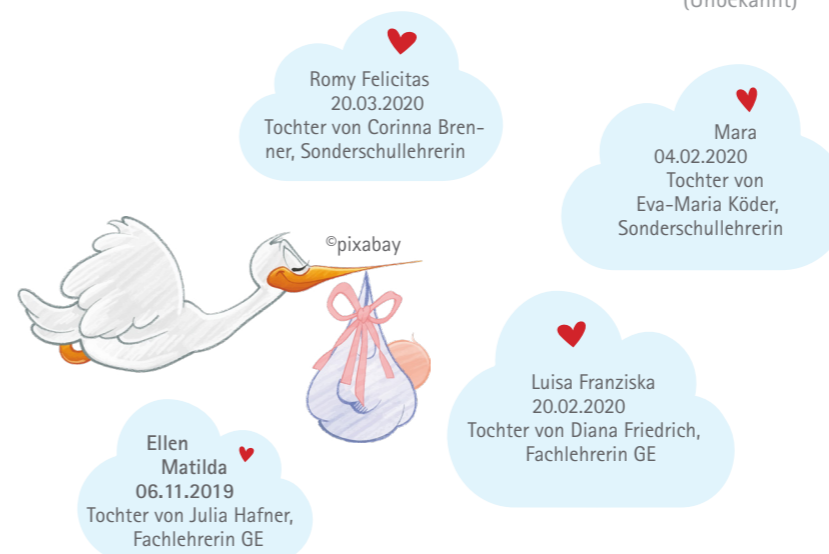 (Unbekannt)
Romy Felicitas
20.03.2020
Tochter von Corinna Bren-
ner, Sonderschullehrerin
Mara
04.02.2020
Tochter von
Eva-Maria Köder,
Sonderschullehrerin
©pixabay
Luisa Franziska
20.02.2020
Tochter von Diana Friedrich,
Fachlehrerin GE
Ellen
Matilda
06.11.2019
Tochter von Julia Hafner,
Fachlehrerin GE